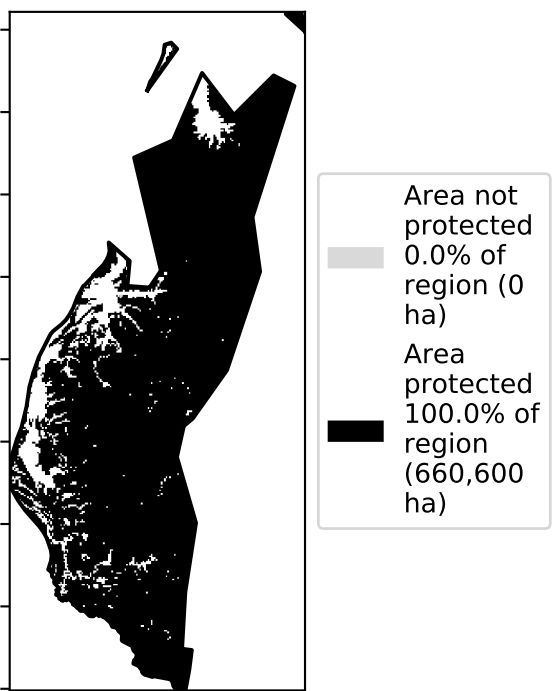 Area not
protected
0.0% of
region (0
ha)
Area
protected
100.0% of
region
(660,600
ha)